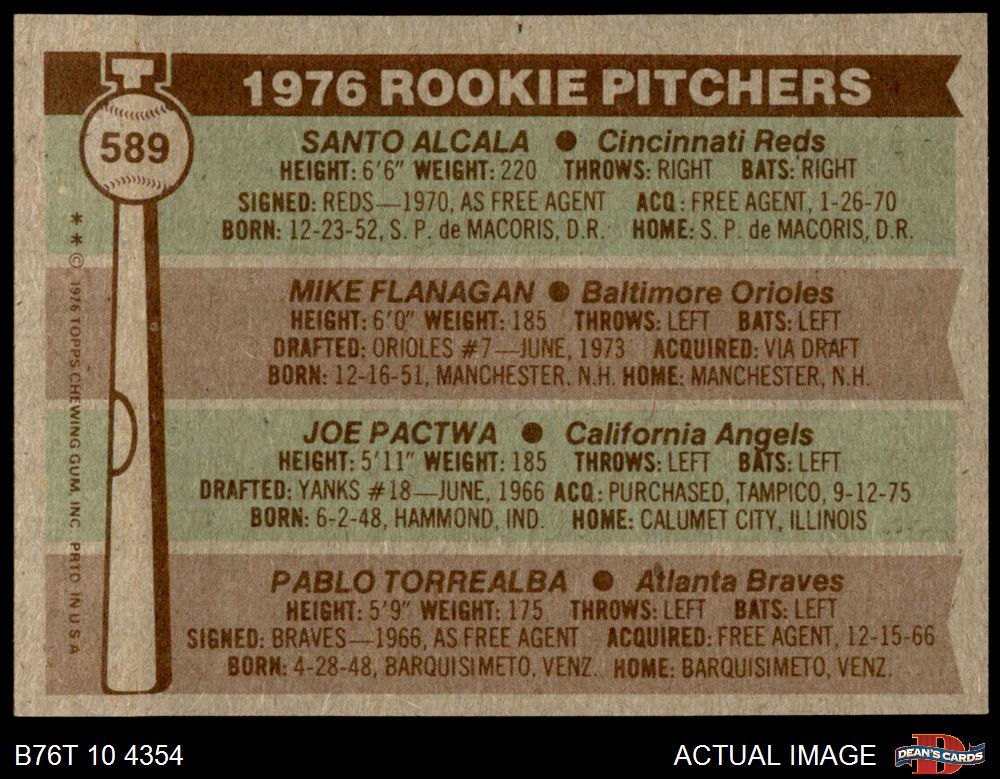 1976 ROOKIE PITCHERS
589
SANTO ALCALA ● Cincinnati Reds
HEIGHT: 6'6" WEIGHT: 220 THROWS: RIGHT BATS: RIGHT
SIGNED: REDS—1970, AS FREE AGENT ACQ: FREE AGENT, 1-26-70
BORN: 12-23-52, S. P. de MACORIS, D.R. HOME: S. P. de MACORIS, D.R.
MIKE FLANAGAN ● Baltimore Orioles
HEIGHT: 6'0" WEIGHT: 185 THROWS: LEFT BATS: LEFT
DRAFTED: ORIOLES #7—JUNE, 1973 ACQUIRED: VIA DRAFT
BORN: 12-16-51, MANCHESTER, N.H. HOME: MANCHESTER, N.H.
JOE PACTWA ● California Angels
HEIGHT: 5'11" WEIGHT: 185 THROWS: LEFT BATS: LEFT
DRAFTED: YANKS #18—JUNE, 1966 ACQ: PURCHASED, TAMPICO, 9-12-75
BORN: 6-2-48, HAMMOND, IND. HOME: CALUMET CITY, ILLINOIS
PABLO TORREALBA ● Atlanta Braves
HEIGHT: 5'9" WEIGHT: 175 THROWS: LEFT BATS: LEFT
SIGNED: BRAVES—1966, AS FREE AGENT ACQUIRED: FREE AGENT, 12-15-66
BORN: 4-28-48, BARQUISIMETO, VENZ. HOME: BARQUISIMETO, VENZ.
* * © 1976 TOPPS CHEWING GUM, INC. PRTD. IN U.S.A.
B76T 10 4354
ACTUAL IMAGE
DEAN'S CARDS